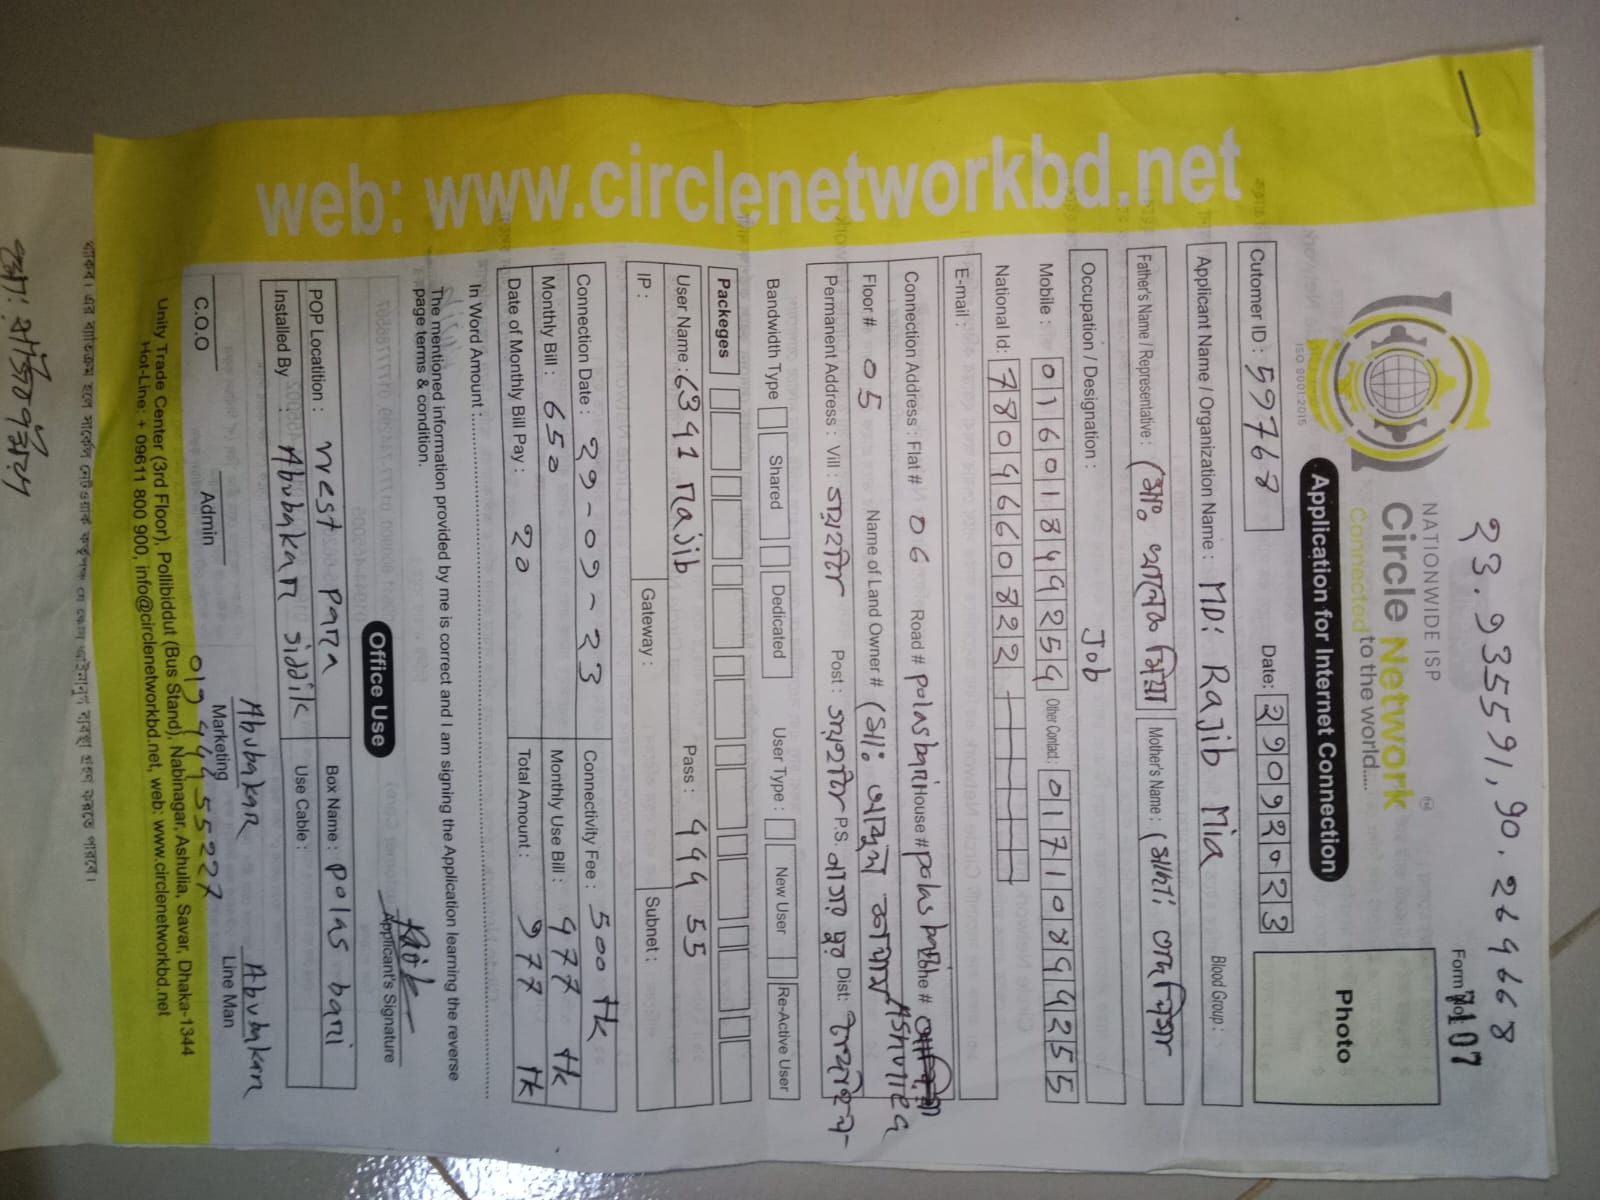 23.935591, 90.264668
Form No: 7107
NATIONWIDE ISP
Circle Network
Connected to the world.....
ISO 9001:2015
Application for Internet Connection
Photo
Cutomer ID : 59768 Date: 29092023
Applicant Name / Organization Name : MD: Rajib Mia Blood Group :
Father's Name / Representative : মোঃ মালেক মিয়া Mother's Name :
Occupation / Designation : Job
Mobile : 01601849254 Other Contact: 01710899255
National Id: 7804660822
E-mail :
Connection Address : Flat # 06 Road # polasbari House # polas
Floor # 05 Name of Land Owner # মোঃ আব্দুল Ashulia
Permanent Address : Vill : Post : P.S. Dist:
Bandwidth Type Shared Dedicated User Type : New User Re-Active User
Packeges
User Name : 6341 rajib Pass : 444 55
IP : Gateway : Subnet :
Connection Date : 29-09-23 Connectivity Fee : 500 tk
Monthly Bill : 650 Monthly Use Bill : 477 tk
Date of Monthly Bill Pay : 20 Total Amount : 977 tk
In Word Amount :
The mentioned information provided by me is correct and I am signing the Application learning the reverse
page terms & condition.
Applicant's Signature
Office Use
POP Locatition : west para Box Name : polas bari
Installed By : Abubakar siddik Use Cable :
Abubakar Abubakar
C.O.O Admin Marketing Line Man
01944455227
Unity Trade Center (3rd Floor), Pollibiddut (Bus Stand), Nabinagar, Ashulia, Savar, Dhaka-1344
Hot-Line: + 09611 800 900, info@circlenetworkbd.net, web: www.circlenetworkbd.net
web: www.circlenetworkbd.net